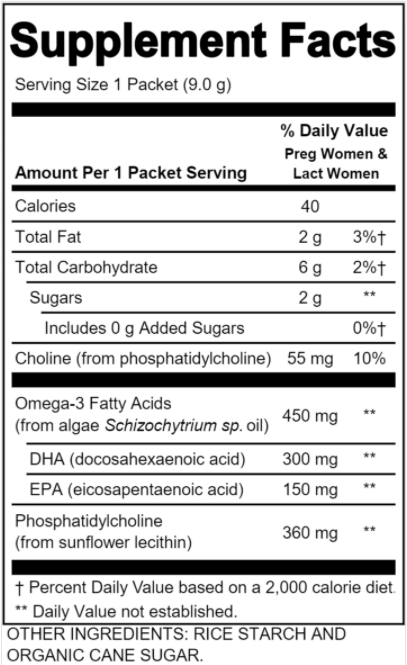 Supplement Facts
Serving Size 1 Packet (9.0 g)
% Daily Value
Preg Women &
Amount Per 1 Packet Serving Lact Women
Calories 40
Total Fat 2 g 3%†
Total Carbohydrate 6 g 2%†
Sugars 2 g **
Includes 0 g Added Sugars 0%†
Choline (from phosphatidylcholine) 55 mg 10%
Omega-3 Fatty Acids
(from algae Schizochytrium sp. oil) 450 mg **
DHA (docosahexaenoic acid) 300 mg **
EPA (eicosapentaenoic acid) 150 mg **
Phosphatidylcholine
(from sunflower lecithin) 360 mg **
† Percent Daily Value based on a 2,000 calorie diet.
** Daily Value not established.
OTHER INGREDIENTS: RICE STARCH AND
ORGANIC CANE SUGAR.